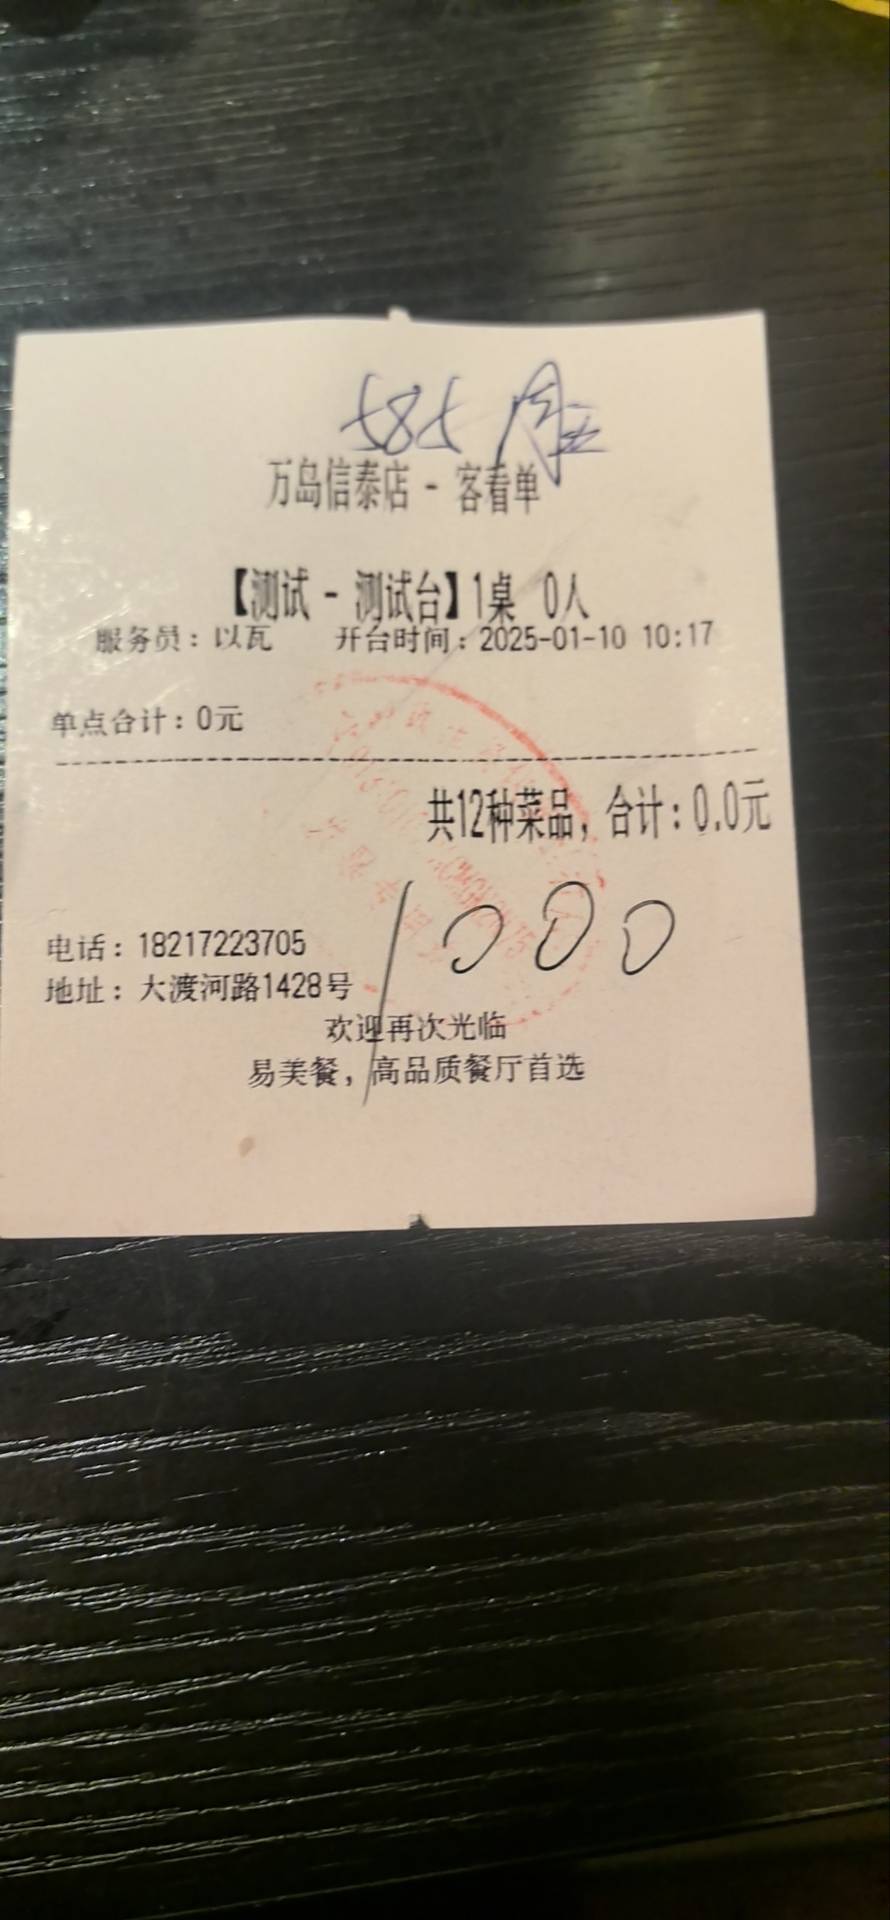 585
万岛信泰店 - 客看单
【测试 - 测试台】1桌 0人
服务员：以瓦 开台时间：2025-01-10 10:17
单点合计：0元
共12种菜品，合计：0.0元
1000
电话：18217223705
地址：大渡河路1428号
欢迎再次光临
易美餐，高品质餐厅首选